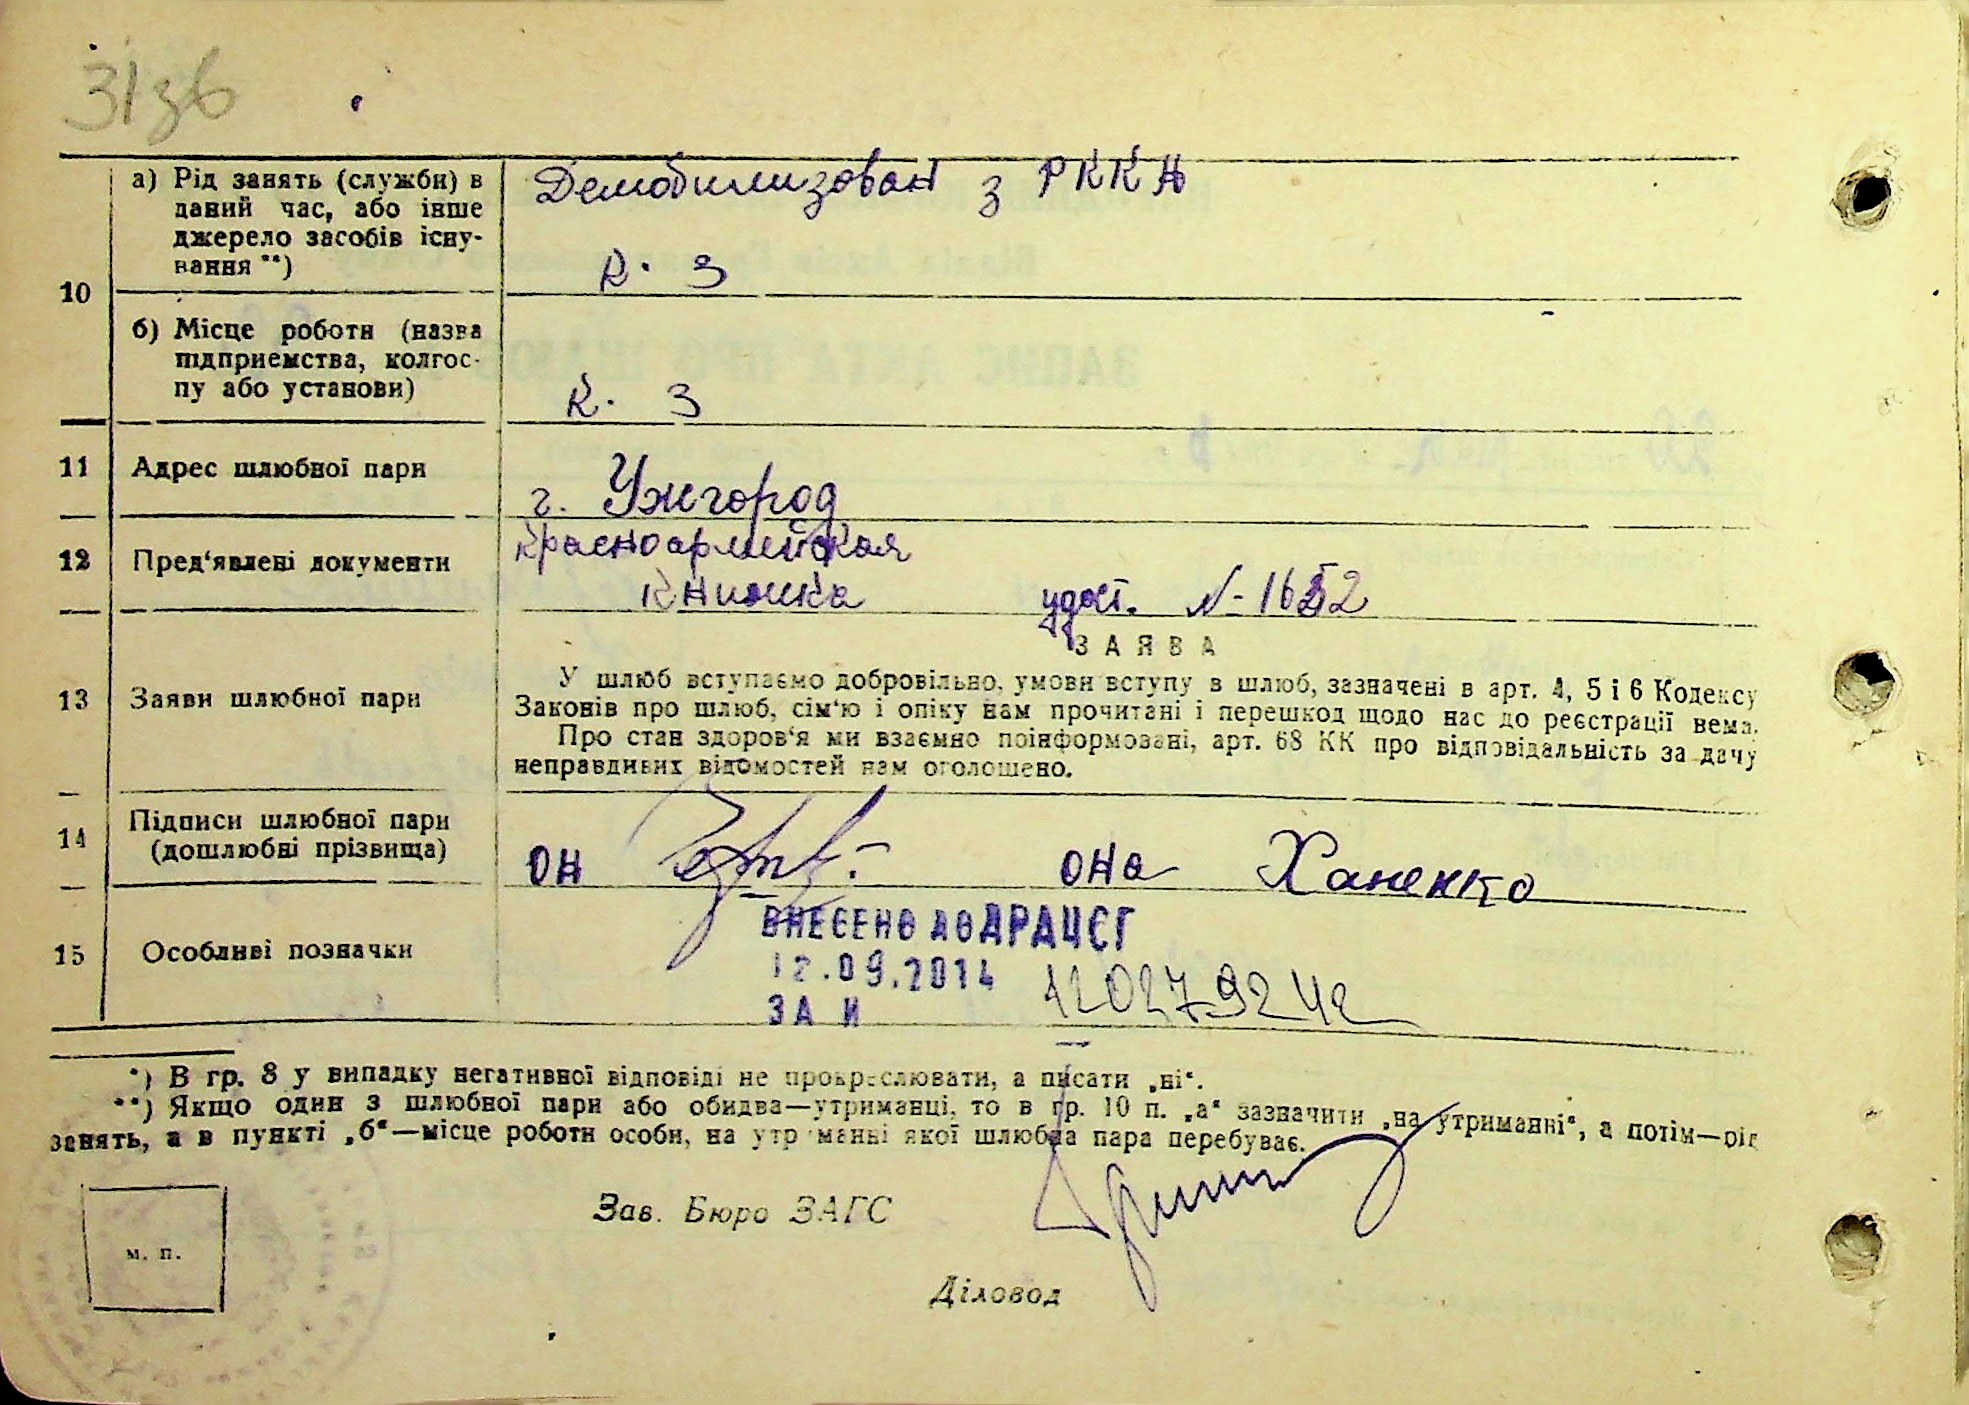 31зв
10
а) Рід занять (служби) в
даний час, або інше
джерело засобів існу-
вання **)
Демобилизован з РККА
К. З
б) Місце роботи (назва
підприємства, колгос-
пу або установи)
К. З
11 Адрес шлюбної пари
г. Ужгород
12 Пред‘явлені документи
Красноармейская
книжка удост. N- 1652
ЗАЯВА
13 Заяви шлюбної пари
У шлюб вступаємо добровільно, умови вступу в шлюб, зазначені в арт. 4, 5 і 6 Кодексу
Законів про шлюб, сім‘ю і опіку нам прочитані і перешкод щодо нас до реєстрації нема.
Про стан здоров‘я ми взаємно поінформовані, арт. 68 КК про відповідальність за дачу
неправдивих відомостей нам оголошено.
14 Підписи шлюбної пари
(дошлюбні прізвища)
он она Ханенко
15 Особливі позначки
ВНЕСЕНО ДО ДРАЦСГ
12.09.2014
ЗА N
*) В гр. 8 у випадку негативної відповіді не прокреслювати, а писати „ні“.
**) Якщо один з шлюбної пари або обидва—утриманці, то в гр. 10 п. „а“ зазначити „на утриманні“, а потім—рід
занять, а в пункті „б“—місце роботи особи, на утриманні якої шлюбна пара перебуває.
Зав. Бюро ЗАГС
м. п.
Діловод